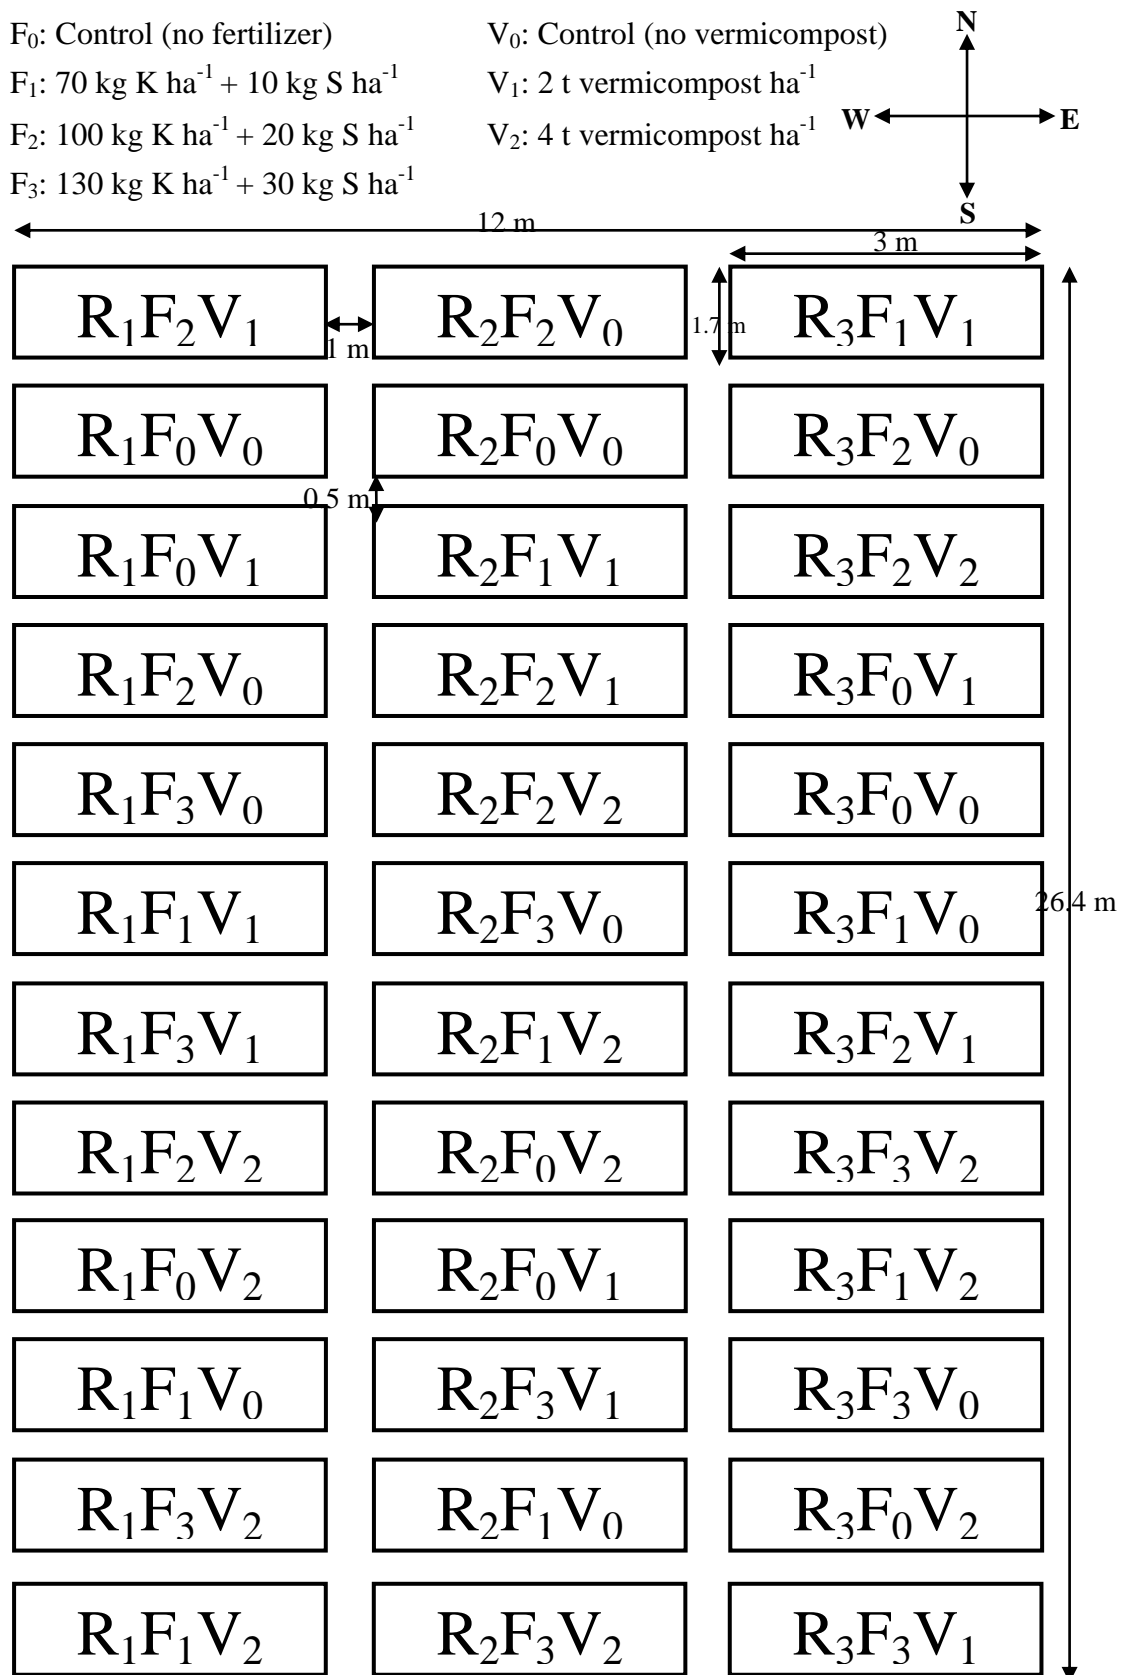 F₀: Control (no fertilizer) V₀: Control (no vermicompost) N
F₁: 70 kg K ha⁻¹ + 10 kg S ha⁻¹ V₁: 2 t vermicompost ha⁻¹
F₂: 100 kg K ha⁻¹ + 20 kg S ha⁻¹ V₂: 4 t vermicompost ha⁻¹ W E
F₃: 130 kg K ha⁻¹ + 30 kg S ha⁻¹
S
12 m
3 m
R₁F₂V₁ 1 m R₂F₂V₀ 1.7 m R₃F₁V₁
R₁F₀V₀ R₂F₀V₀ R₃F₂V₀
0.5 m
R₁F₀V₁ R₂F₁V₁ R₃F₂V₂
R₁F₂V₀ R₂F₂V₁ R₃F₀V₁
R₁F₃V₀ R₂F₂V₂ R₃F₀V₀
R₁F₁V₁ R₂F₃V₀ R₃F₁V₀ 26.4 m
R₁F₃V₁ R₂F₁V₂ R₃F₂V₁
R₁F₂V₂ R₂F₀V₂ R₃F₃V₂
R₁F₀V₂ R₂F₀V₁ R₃F₁V₂
R₁F₁V₀ R₂F₃V₁ R₃F₃V₀
R₁F₃V₂ R₂F₁V₀ R₃F₀V₂
R₁F₁V₂ R₂F₃V₂ R₃F₃V₁